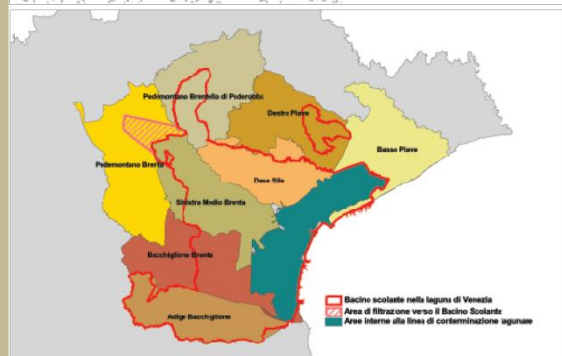 Pedemontano Brentella di Pederobba
Destra Piave
Basso Piave
Pedemontano Brenta
Dese Sile
Sinistra Medio Brenta
Bacchiglione Brenta
Adige Bacchiglione
Bacino scolante nella laguna di Venezia
Area di filtrazione verso il Bacino Scolante
Aree interne alla linea di conterminazione lagunare